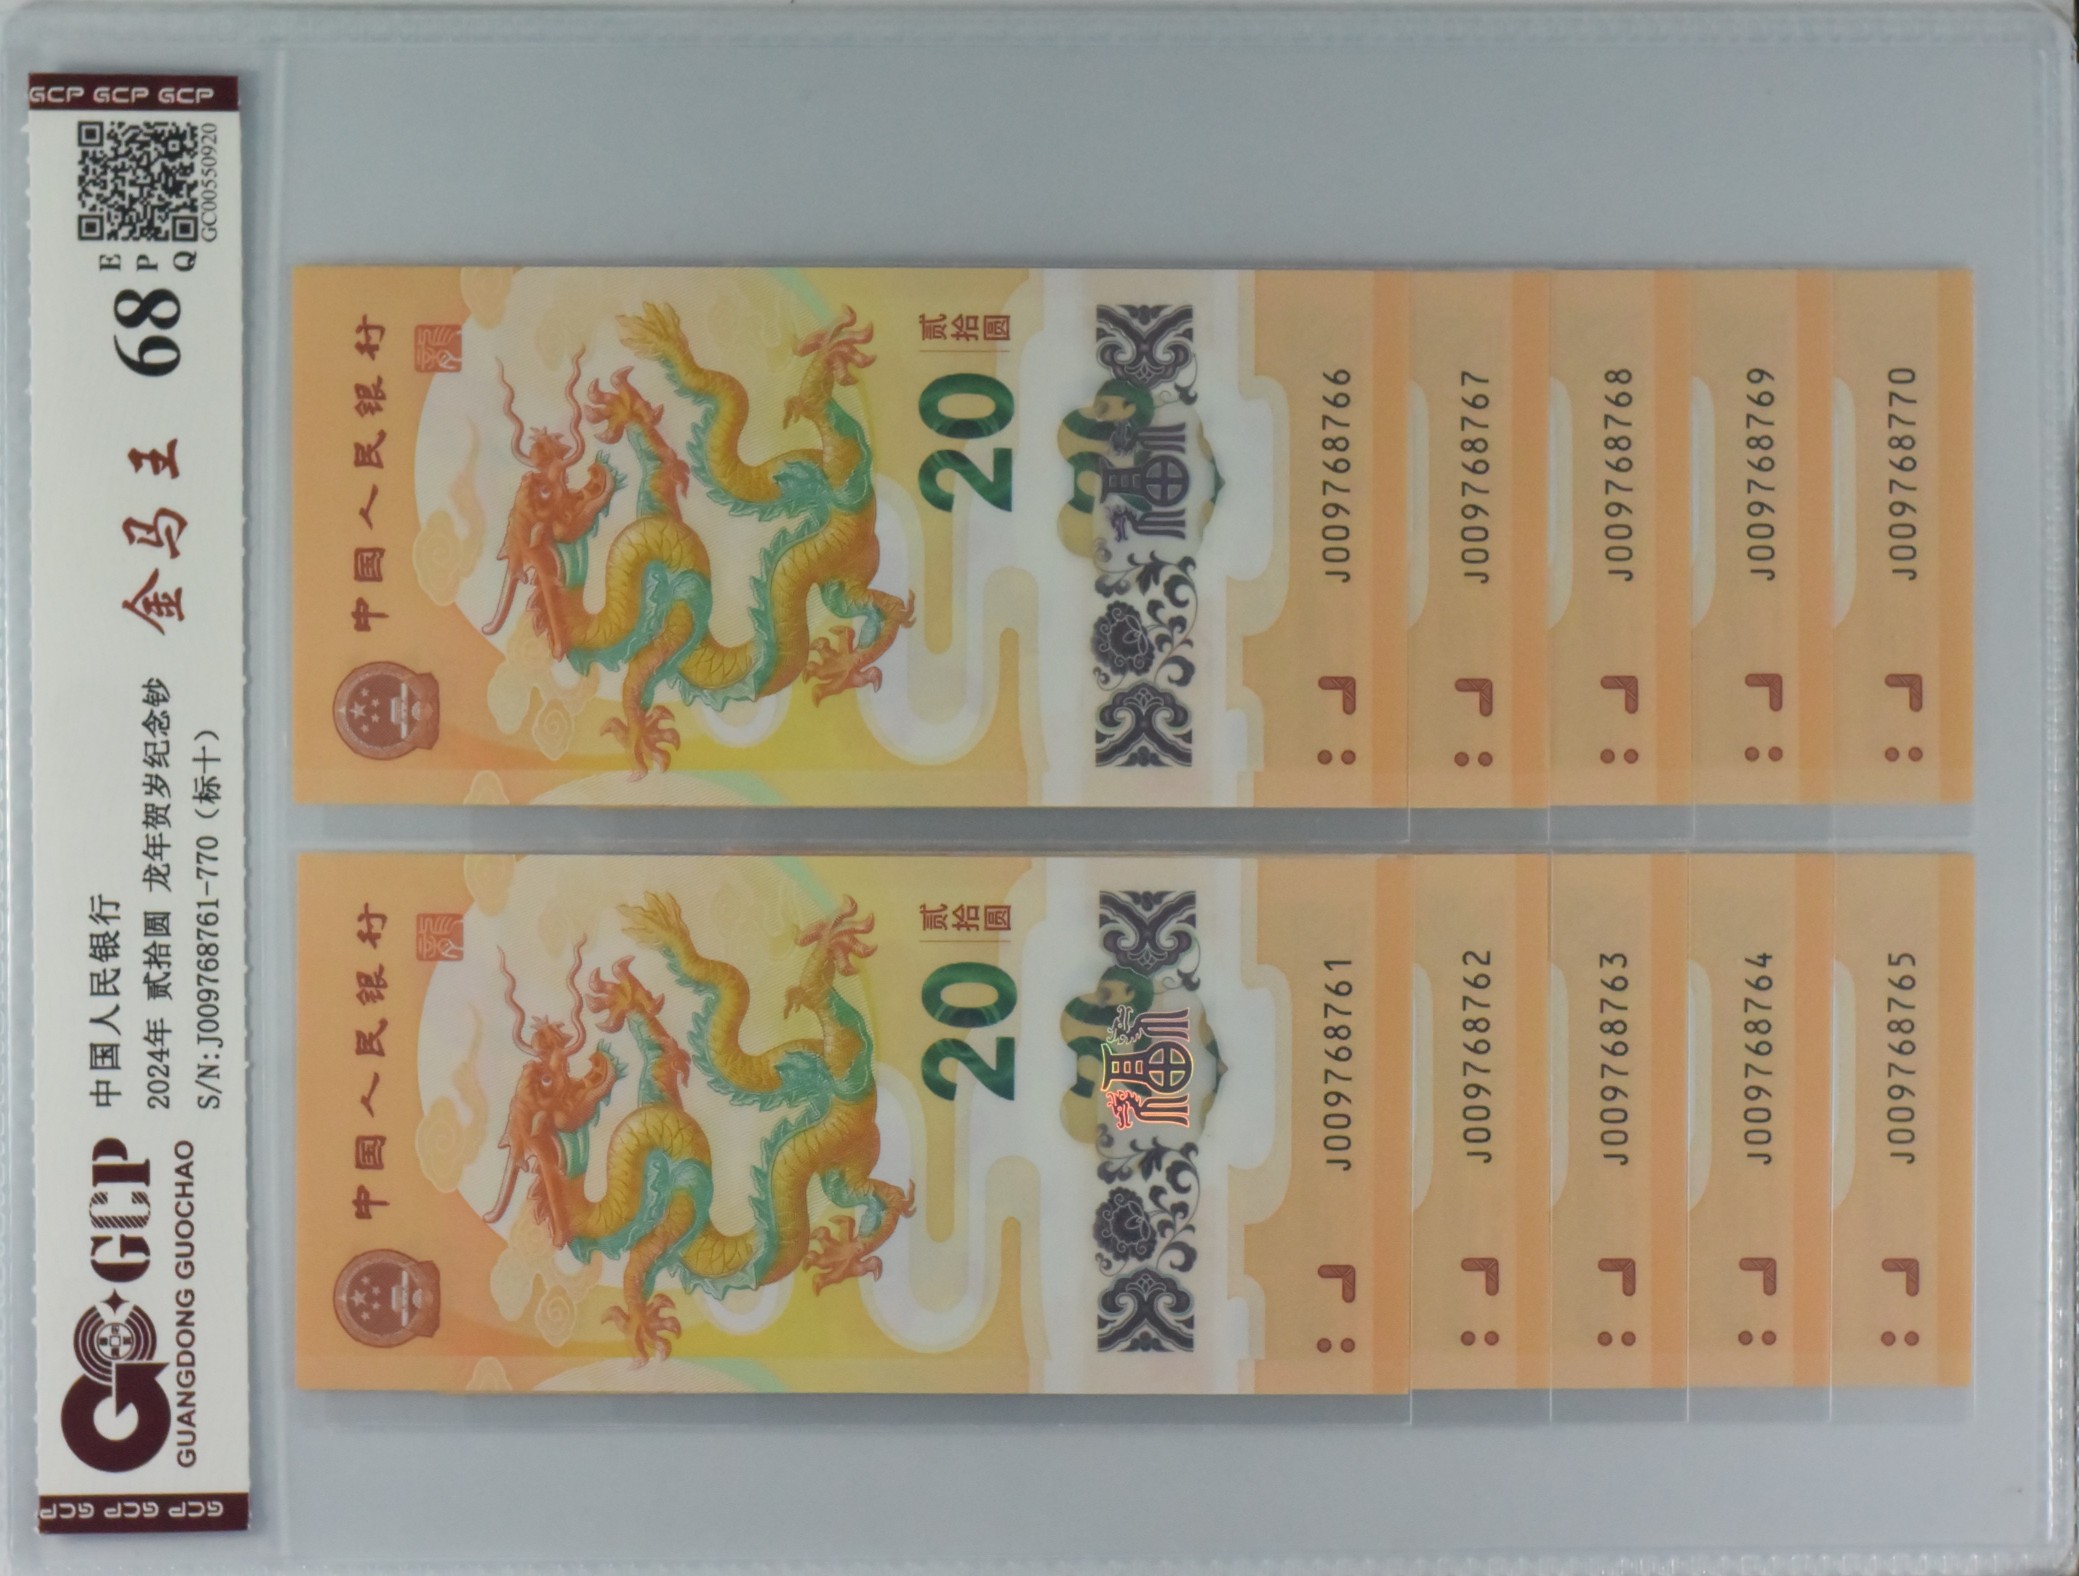 GCP GCP GCP
GCP
GUANGDONG GUOCHAO
中国人民银行
2024年 贰拾圆 龙年贺岁纪念钞
S/N:J009768761-770（标十）
金马王
68
E
P
Q
GC00550920
GCP GCP GCP
中国人民银行
20
贰
拾
圆
J009768761
J009768762
J009768763
J009768764
J009768765
中国人民银行
20
贰
拾
圆
J009768766
J009768767
J009768768
J009768769
J009768770